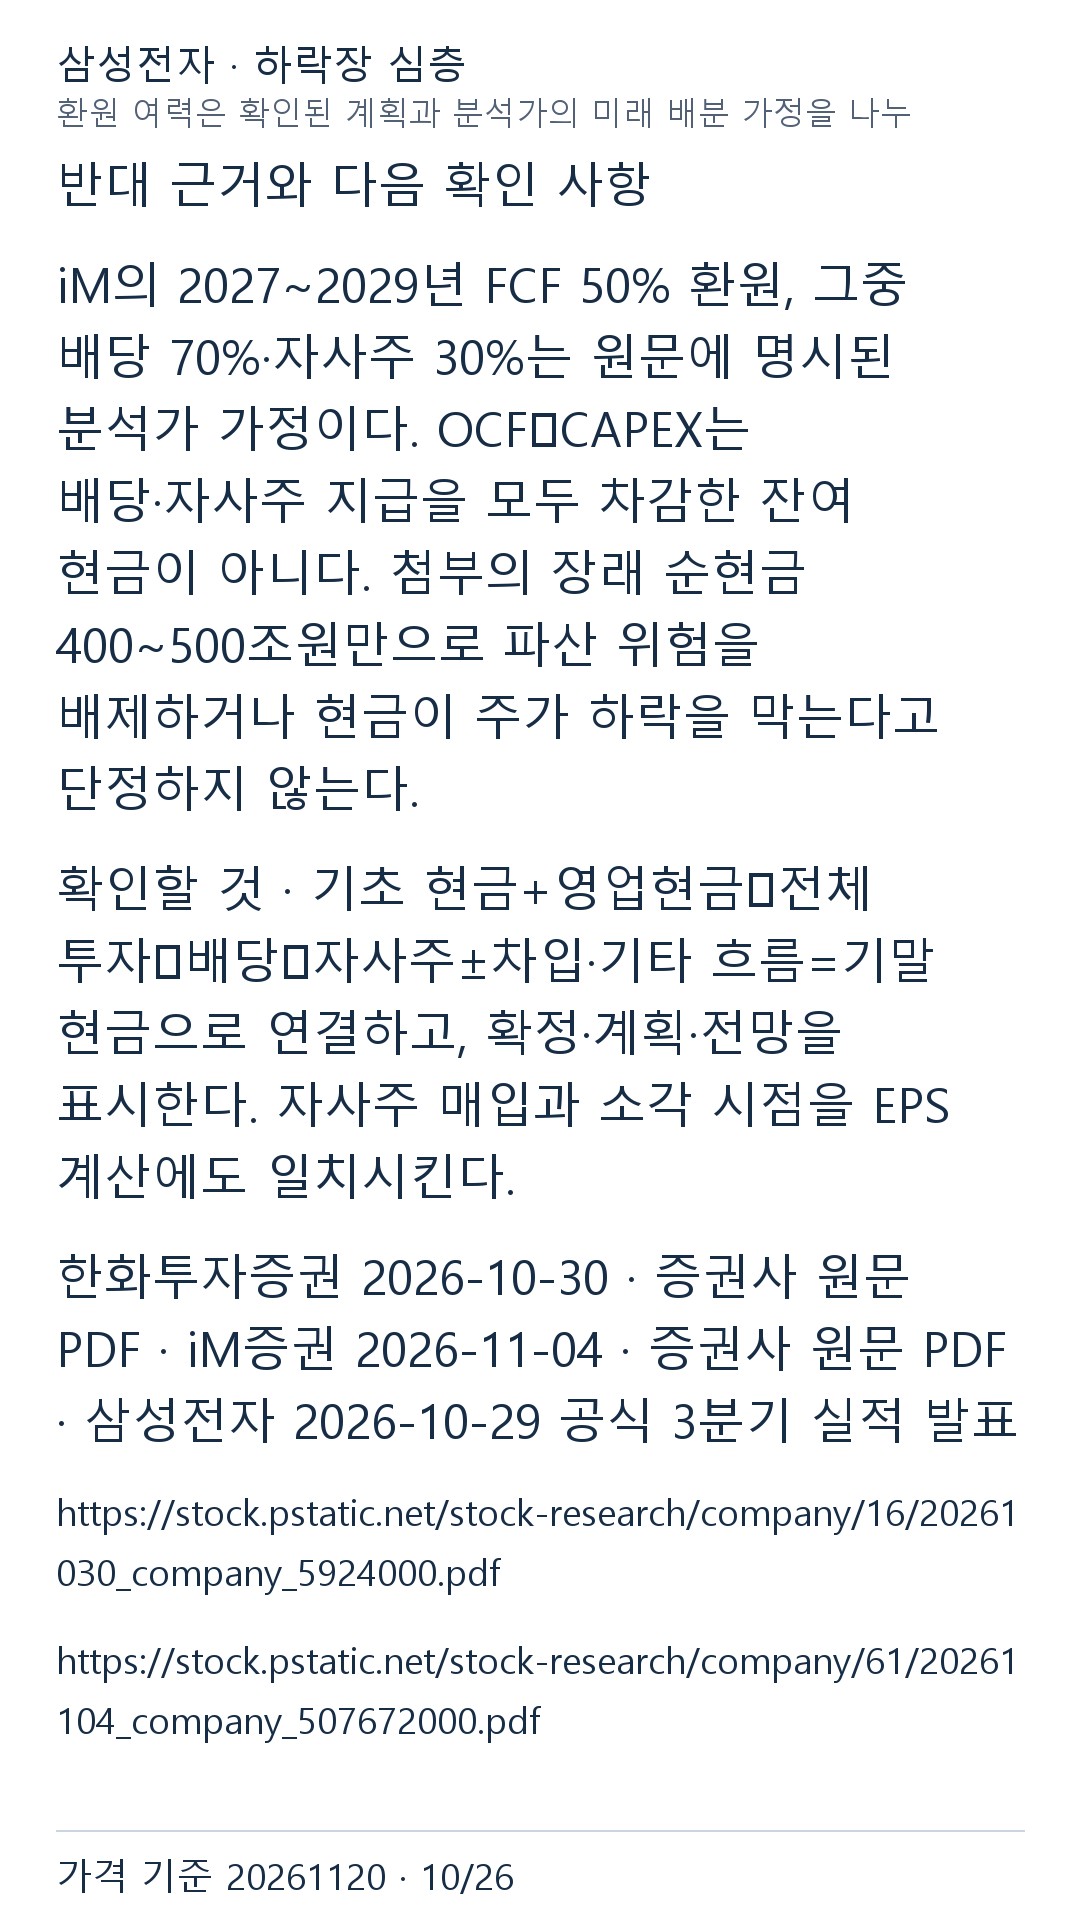 삼성전자 · 하락장 심층
환원 여력은 확인된 계획과 분석가의 미래 배분 가정을 나누
반대 근거와 다음 확인 사항
iM의 2027~2029년 FCF 50% 환원, 그중
배당 70%·자사주 30%는 원문에 명시된
분석가 가정이다. OCF□CAPEX는
배당·자사주 지급을 모두 차감한 잔여
현금이 아니다. 첨부의 장래 순현금
400~500조원만으로 파산 위험을
배제하거나 현금이 주가 하락을 막는다고
단정하지 않는다.
확인할 것 · 기초 현금+영업현금□전체
투자□배당□자사주±차입·기타 흐름=기말
현금으로 연결하고, 확정·계획·전망을
표시한다. 자사주 매입과 소각 시점을 EPS
계산에도 일치시킨다.
한화투자증권 2026-10-30 · 증권사 원문
PDF · iM증권 2026-11-04 · 증권사 원문 PDF
· 삼성전자 2026-10-29 공식 3분기 실적 발표
https://stock.pstatic.net/stock-research/company/16/20261
030_company_5924000.pdf
https://stock.pstatic.net/stock-research/company/61/20261
104_company_507672000.pdf
가격 기준 20261120 · 10/26